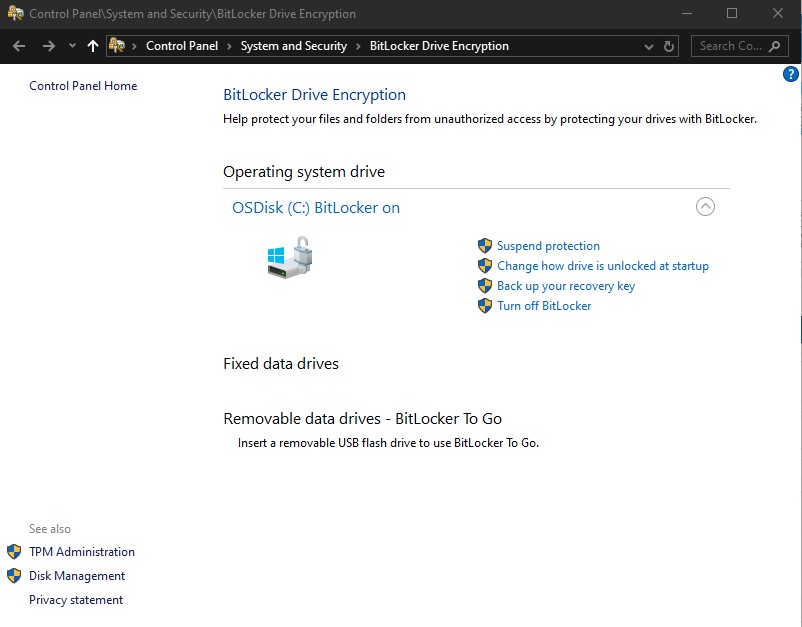 Control Panel\System and Security\BitLocker Drive Encryption
Control Panel > System and Security > BitLocker Drive Encryption
Search Co...
Control Panel Home
?
BitLocker Drive Encryption
Help protect your files and folders from unauthorized access by protecting your drives with BitLocker.
Operating system drive
OSDisk (C:) BitLocker on
Suspend protection
Change how drive is unlocked at startup
Back up your recovery key
Turn off BitLocker
Fixed data drives
Removable data drives - BitLocker To Go
Insert a removable USB flash drive to use BitLocker To Go.
See also
TPM Administration
Disk Management
Privacy statement